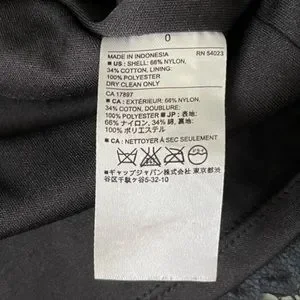 0
MADE IN INDONESIA RN 54023
■ US : SHELL: 66% NYLON,
34% COTTON, LINING:
100% POLYESTER
DRY CLEAN ONLY
CA 17897
■ CA : EXTÉRIEUR: 66% NYLON,
34% COTON, DOUBLURE:
100% POLYESTER ■ JP : 表地:
66% ナイロン, 34% 綿, 裏地:
100% ポリエステル
■ CA : NETTOYER À SEC SEULEMENT
■ギャップジャパン株式会社 東京都渋
谷区千駄ヶ谷5-32-10